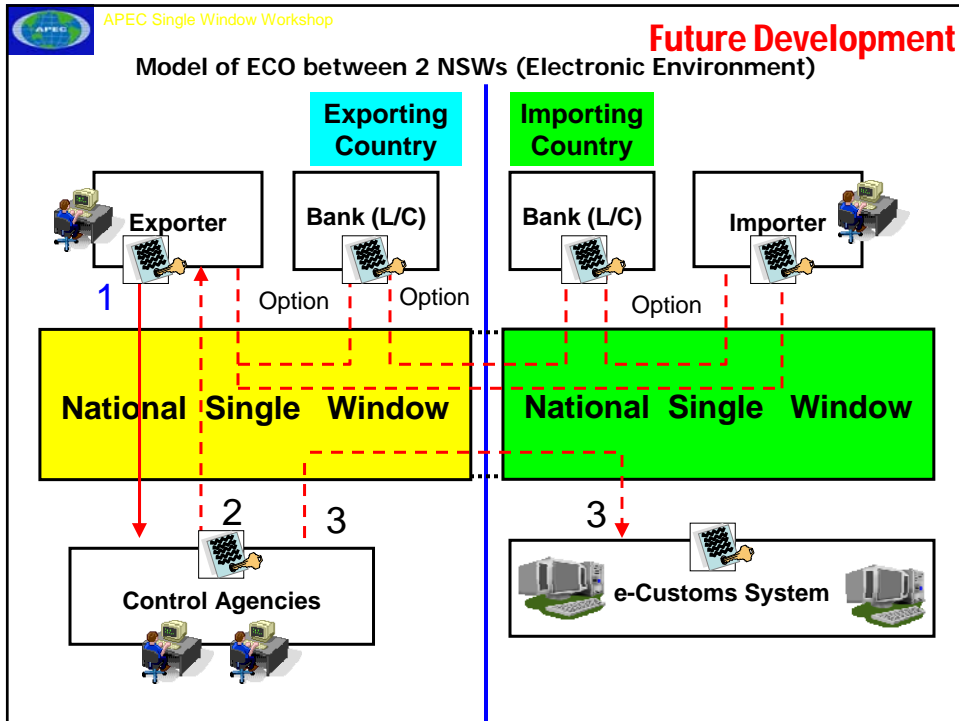 APEC
APEC Single Window Workshop
Future Development
Model of ECO between 2 NSWs (Electronic Environment)
Exporting
Country
Importing
Country
Exporter
Bank (L/C)
Bank (L/C)
Importer
1
Option
Option
Option
National Single Window
National Single Window
2
3
3
Control Agencies
e-Customs System